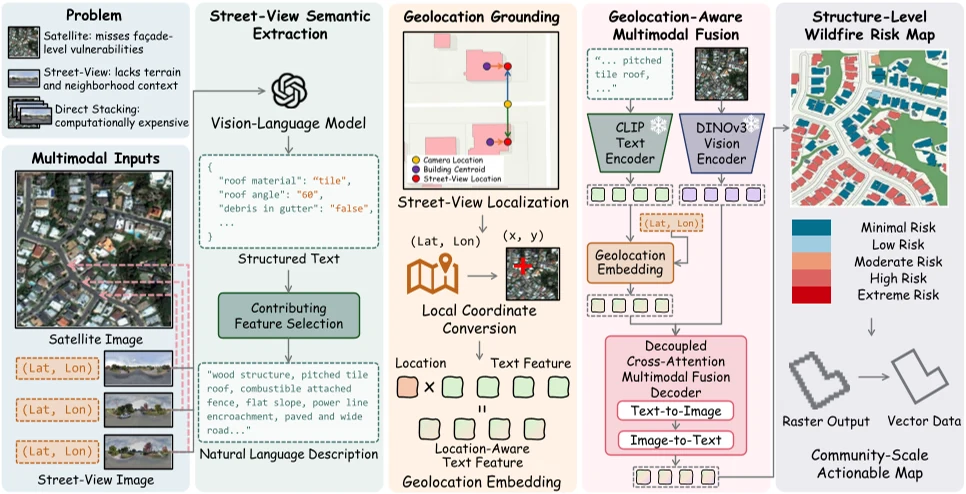 Problem
Satellite: misses façade-
level vulnerabilities
Street-View: lacks terrain
and neighborhood context
Direct Stacking:
computationally expensive
Multimodal Inputs
Satellite Image
(Lat, Lon)
(Lat, Lon)
(Lat, Lon)
Street-View Image
Street-View Semantic
Extraction
Vision-Language Model
{
"roof material": "tile",
"roof angle": "60",
"debris in gutter": "false",
...
}
Structured Text
Contributing
Feature Selection
"wood structure, pitched tile
roof, combustible attached
fence, flat slope, power line
encroachment, paved and wide
road..."
Natural Language Description
Geolocation Grounding
Camera Location
Building Centroid
Street-View Location
Street-View Localization
(Lat, Lon)
(x, y)
Local Coordinate
Conversion
Location
Text Feature
×
=
Location-Aware
Text Feature
Geolocation Embedding
Geolocation-Aware
Multimodal Fusion
"... pitched
tile roof,
..."
CLIP
Text
Encoder
DINOv3
Vision
Encoder
(Lat, Lon)
Geolocation
Embedding
Decoupled
Cross-Attention
Multimodal Fusion
Decoder
Text-to-Image
Image-to-Text
Structure-Level
Wildfire Risk Map
Minimal Risk
Low Risk
Moderate Risk
High Risk
Extreme Risk
Raster Output
Vector Data
Community-Scale
Actionable Map